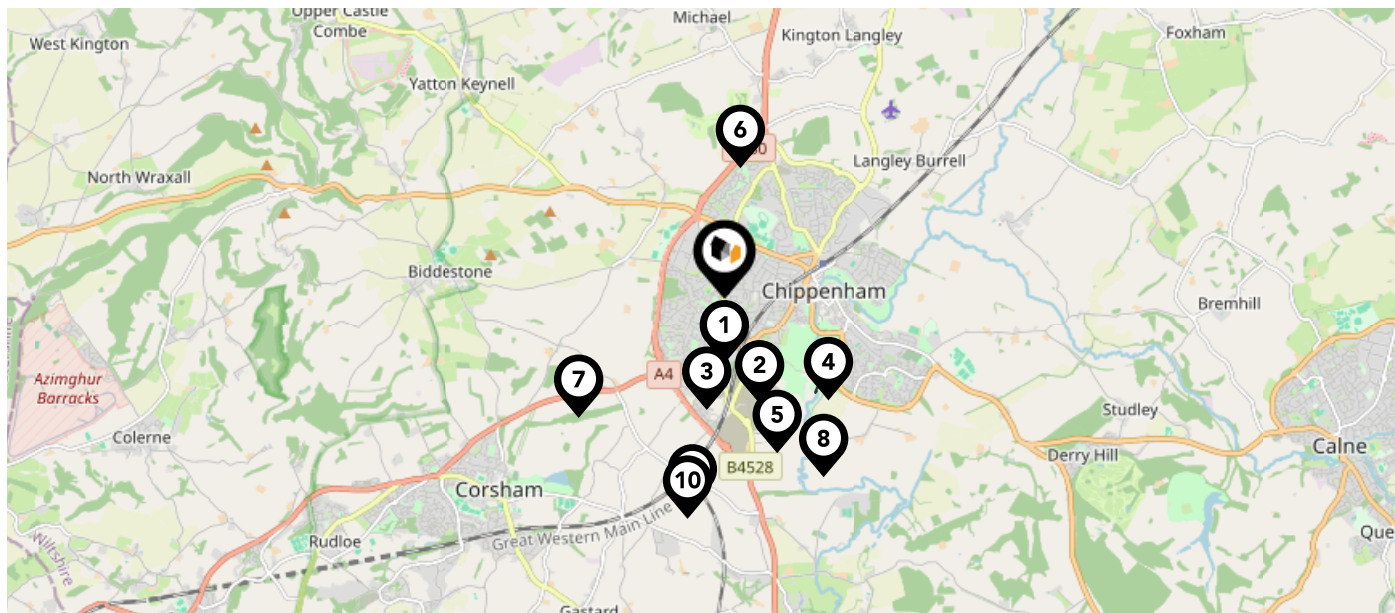 Upper Castle
Combe
Michael
West Kington
Kington Langley
Foxham
Yatton Keynell
6
Langley Burrell
North Wraxall
Biddestone
Chippenham
Bremhill
1
A4
7
3
2
4
Azimghur
Barracks
5
Studley
8
Colerne
Derry Hill
Calne
B4528
10
Corsham
Great Western Main Line
Rudloe
Wiltshire
Que
Gastard